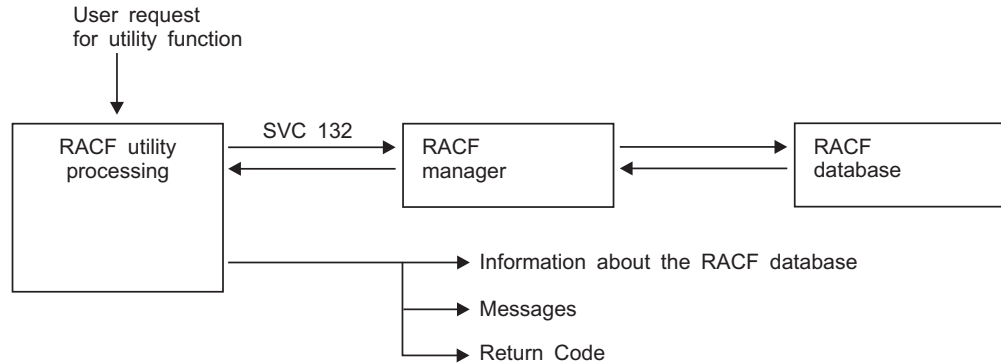 User request
for utility function
SVC 132
RACF utility
processing
RACF
manager
RACF
database
Information about the RACF database
Messages
Return Code